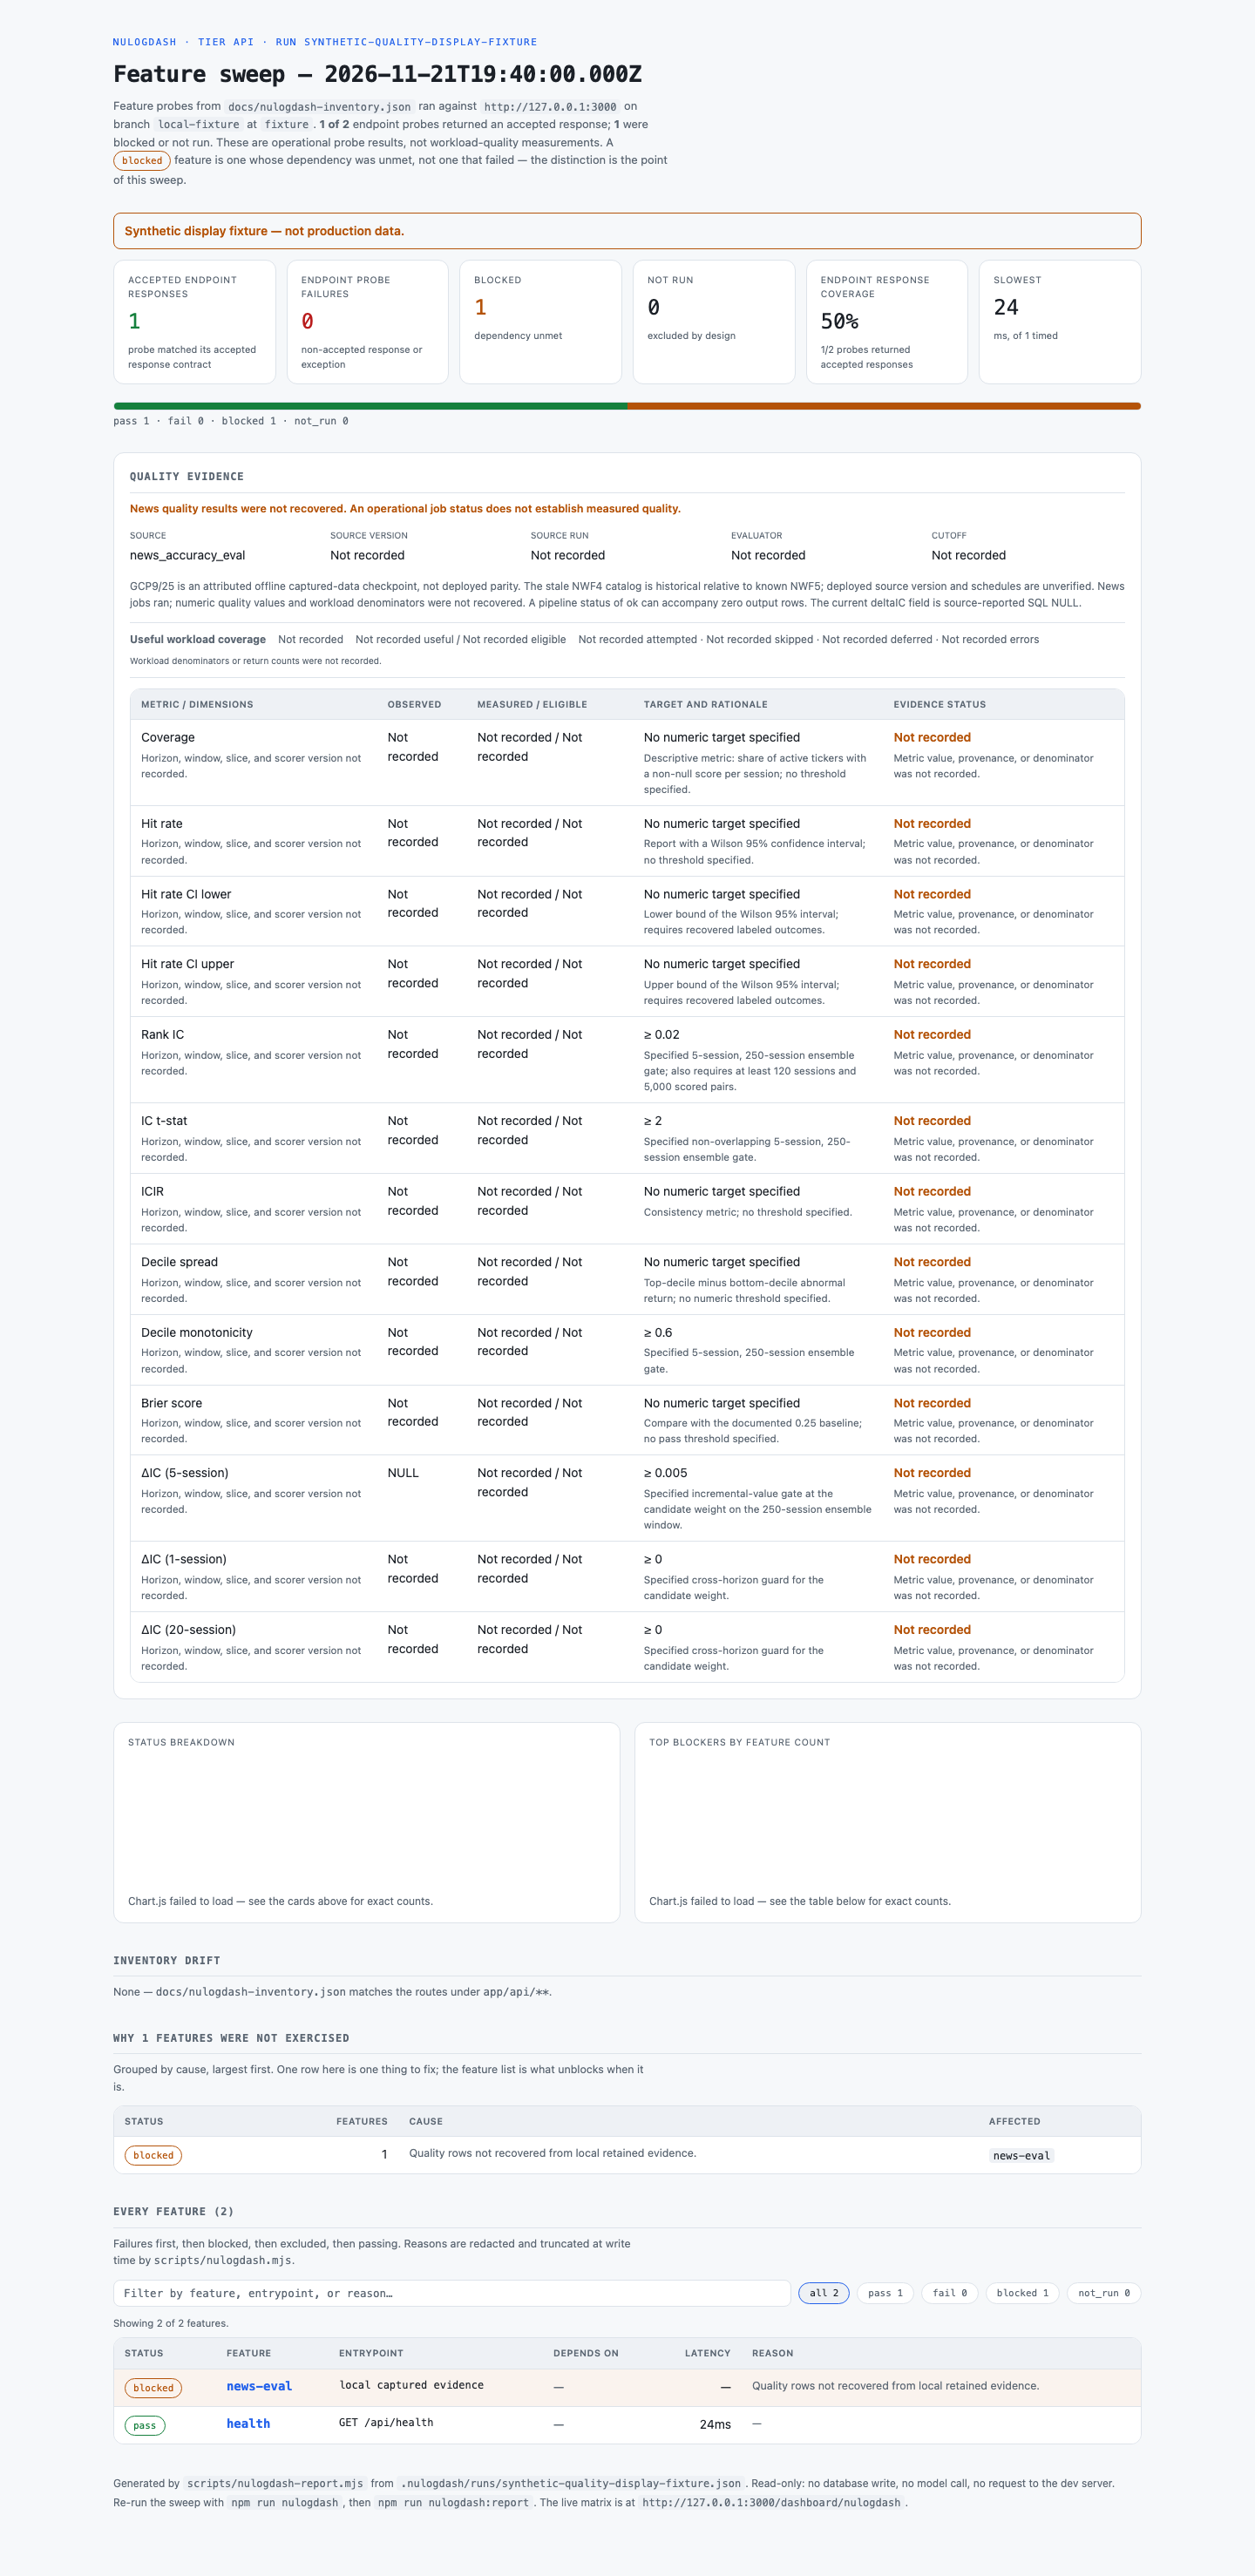 NULOGDASH · TIER API · RUN SYNTHETIC-QUALITY-DISPLAY-FIXTURE
Feature sweep — 2026-11-21T19:40:00.000Z
Feature probes from docs/nulogdash-inventory.json ran against http://127.0.0.1:3000 on
branch local-fixture at fixture. 1 of 2 endpoint probes returned an accepted response; 1 were
blocked or not run. These are operational probe results, not workload-quality measurements. A
blocked feature is one whose dependency was unmet, not one that failed — the distinction is the point
of this sweep.
Synthetic display fixture — not production data.
ACCEPTED ENDPOINT
RESPONSES
1
probe matched its accepted
response contract
ENDPOINT PROBE
FAILURES
0
non-accepted response or
exception
BLOCKED
1
dependency unmet
NOT RUN
0
excluded by design
ENDPOINT RESPONSE
COVERAGE
50%
1/2 probes returned
accepted responses
SLOWEST
24
ms, of 1 timed
pass 1 · fail 0 · blocked 1 · not_run 0
QUALITY EVIDENCE
News quality results were not recovered. An operational job status does not establish measured quality.
SOURCE
news_accuracy_eval
SOURCE VERSION
Not recorded
SOURCE RUN
Not recorded
EVALUATOR
Not recorded
CUTOFF
Not recorded
GCP9/25 is an attributed offline captured-data checkpoint, not deployed parity. The stale NWF4 catalog is historical relative to known NWF5; deployed source version and schedules are unverified. News
jobs ran; numeric quality values and workload denominators were not recovered. A pipeline status of ok can accompany zero output rows. The current deltaIC field is source-reported SQL NULL.
Useful workload coverage Not recorded Not recorded useful / Not recorded eligible Not recorded attempted · Not recorded skipped · Not recorded deferred · Not recorded errors
Workload denominators or return counts were not recorded.
METRIC / DIMENSIONS OBSERVED MEASURED / ELIGIBLE TARGET AND RATIONALE EVIDENCE STATUS
Coverage
Horizon, window, slice, and scorer version not
recorded.
Not
recorded
Not recorded / Not
recorded
No numeric target specified
Descriptive metric: share of active tickers with
a non-null score per session; no threshold
specified.
Not recorded
Metric value, provenance, or denominator
was not recorded.
Hit rate
Horizon, window, slice, and scorer version not
recorded.
Not
recorded
Not recorded / Not
recorded
No numeric target specified
Report with a Wilson 95% confidence interval;
no threshold specified.
Not recorded
Metric value, provenance, or denominator
was not recorded.
Hit rate CI lower
Horizon, window, slice, and scorer version not
recorded.
Not
recorded
Not recorded / Not
recorded
No numeric target specified
Lower bound of the Wilson 95% interval;
requires recovered labeled outcomes.
Not recorded
Metric value, provenance, or denominator
was not recorded.
Hit rate CI upper
Horizon, window, slice, and scorer version not
recorded.
Not
recorded
Not recorded / Not
recorded
No numeric target specified
Upper bound of the Wilson 95% interval;
requires recovered labeled outcomes.
Not recorded
Metric value, provenance, or denominator
was not recorded.
Rank IC
Horizon, window, slice, and scorer version not
recorded.
Not
recorded
Not recorded / Not
recorded
≥ 0.02
Specified 5-session, 250-session ensemble
gate; also requires at least 120 sessions and
5,000 scored pairs.
Not recorded
Metric value, provenance, or denominator
was not recorded.
IC t-stat
Horizon, window, slice, and scorer version not
recorded.
Not
recorded
Not recorded / Not
recorded
≥ 2
Specified non-overlapping 5-session, 250-
session ensemble gate.
Not recorded
Metric value, provenance, or denominator
was not recorded.
ICIR
Horizon, window, slice, and scorer version not
recorded.
Not
recorded
Not recorded / Not
recorded
No numeric target specified
Consistency metric; no threshold specified.
Not recorded
Metric value, provenance, or denominator
was not recorded.
Decile spread
Horizon, window, slice, and scorer version not
recorded.
Not
recorded
Not recorded / Not
recorded
No numeric target specified
Top-decile minus bottom-decile abnormal
return; no numeric threshold specified.
Not recorded
Metric value, provenance, or denominator
was not recorded.
Decile monotonicity
Horizon, window, slice, and scorer version not
recorded.
Not
recorded
Not recorded / Not
recorded
≥ 0.6
Specified 5-session, 250-session ensemble
gate.
Not recorded
Metric value, provenance, or denominator
was not recorded.
Brier score
Horizon, window, slice, and scorer version not
recorded.
Not
recorded
Not recorded / Not
recorded
No numeric target specified
Compare with the documented 0.25 baseline;
no pass threshold specified.
Not recorded
Metric value, provenance, or denominator
was not recorded.
ΔIC (5-session)
Horizon, window, slice, and scorer version not
recorded.
NULL
Not recorded / Not
recorded
≥ 0.005
Specified incremental-value gate at the
candidate weight on the 250-session ensemble
window.
Not recorded
Metric value, provenance, or denominator
was not recorded.
ΔIC (1-session)
Horizon, window, slice, and scorer version not
recorded.
Not
recorded
Not recorded / Not
recorded
≥ 0
Specified cross-horizon guard for the
candidate weight.
Not recorded
Metric value, provenance, or denominator
was not recorded.
ΔIC (20-session)
Horizon, window, slice, and scorer version not
recorded.
Not
recorded
Not recorded / Not
recorded
≥ 0
Specified cross-horizon guard for the
candidate weight.
Not recorded
Metric value, provenance, or denominator
was not recorded.
STATUS BREAKDOWN
Chart.js failed to load — see the cards above for exact counts.
TOP BLOCKERS BY FEATURE COUNT
Chart.js failed to load — see the table below for exact counts.
INVENTORY DRIFT
None — docs/nulogdash-inventory.json matches the routes under app/api/**.
WHY 1 FEATURES WERE NOT EXERCISED
Grouped by cause, largest first. One row here is one thing to fix; the feature list is what unblocks when it
is.
STATUS FEATURES CAUSE AFFECTED
blocked 1 Quality rows not recovered from local retained evidence. news-eval
EVERY FEATURE (2)
Failures first, then blocked, then excluded, then passing. Reasons are redacted and truncated at write
time by scripts/nulogdash.mjs.
Filter by feature, entrypoint, or reason… all 2 pass 1 fail 0 blocked 1 not_run 0
Showing 2 of 2 features.
STATUS FEATURE ENTRYPOINT DEPENDS ON LATENCY REASON
blocked news-eval local captured evidence — — Quality rows not recovered from local retained evidence.
pass health GET /api/health — 24ms —
Generated by scripts/nulogdash-report.mjs from .nulogdash/runs/synthetic-quality-display-fixture.json. Read-only: no database write, no model call, no request to the dev server.
Re-run the sweep with npm run nulogdash, then npm run nulogdash:report. The live matrix is at http://127.0.0.1:3000/dashboard/nulogdash.